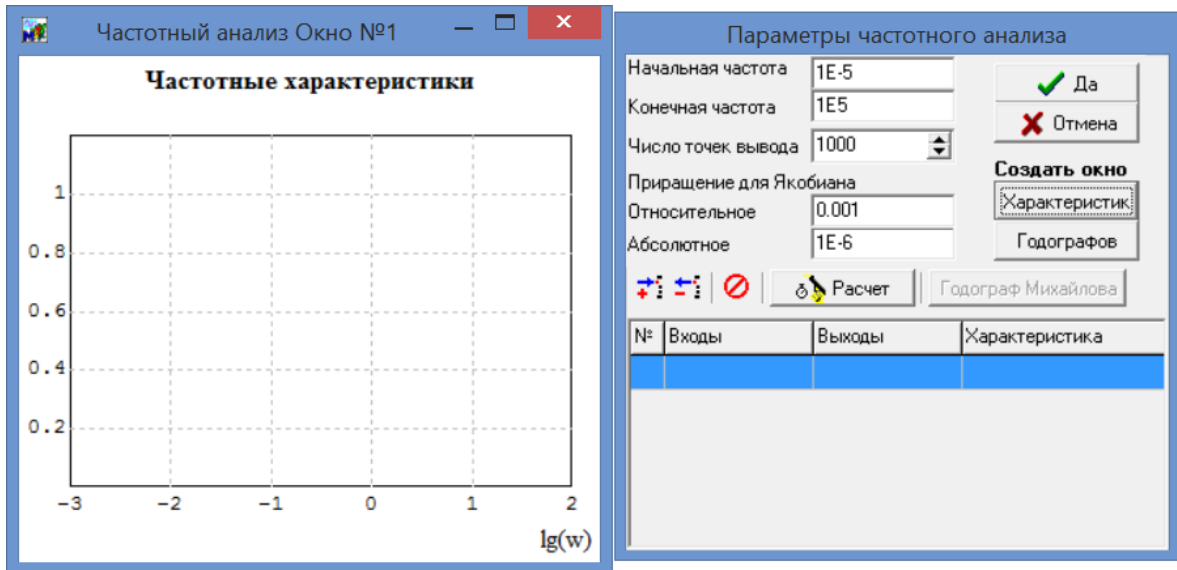 Частотный анализ Окно №1
Частотные характеристики
1
0.8
0.6
0.4
0.2
-3 -2 -1 0 1 2
lg(w)
Параметры частотного анализа
Начальная частота 1E-5
Да
Конечная частота 1E5
Отмена
Число точек вывода 1000
Создать окно
Приращение для Якобиана
Характеристик
Относительное 0.001
Абсолютное 1E-6
Годографов
Расчет Годограф Михайлова
№ Входы Выходы Характеристика